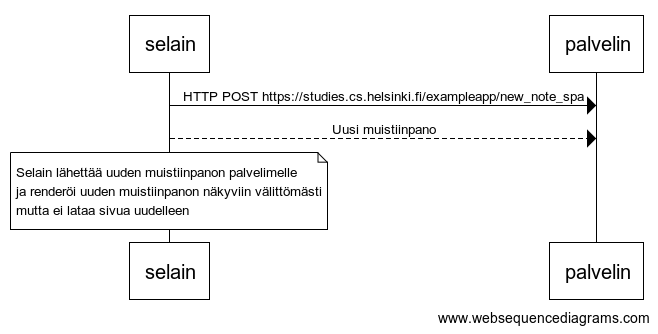 selain
palvelin
HTTP POST https://studies.cs.helsinki.fi/exampleapp/new_note_spa
Uusi muistiinpano
Selain lähettää uuden muistiinpanon palvelimelle
ja renderöi uuden muistiinpanon näkyviin välittömästi
mutta ei lataa sivua uudelleen
selain
palvelin
www.websequencediagrams.com